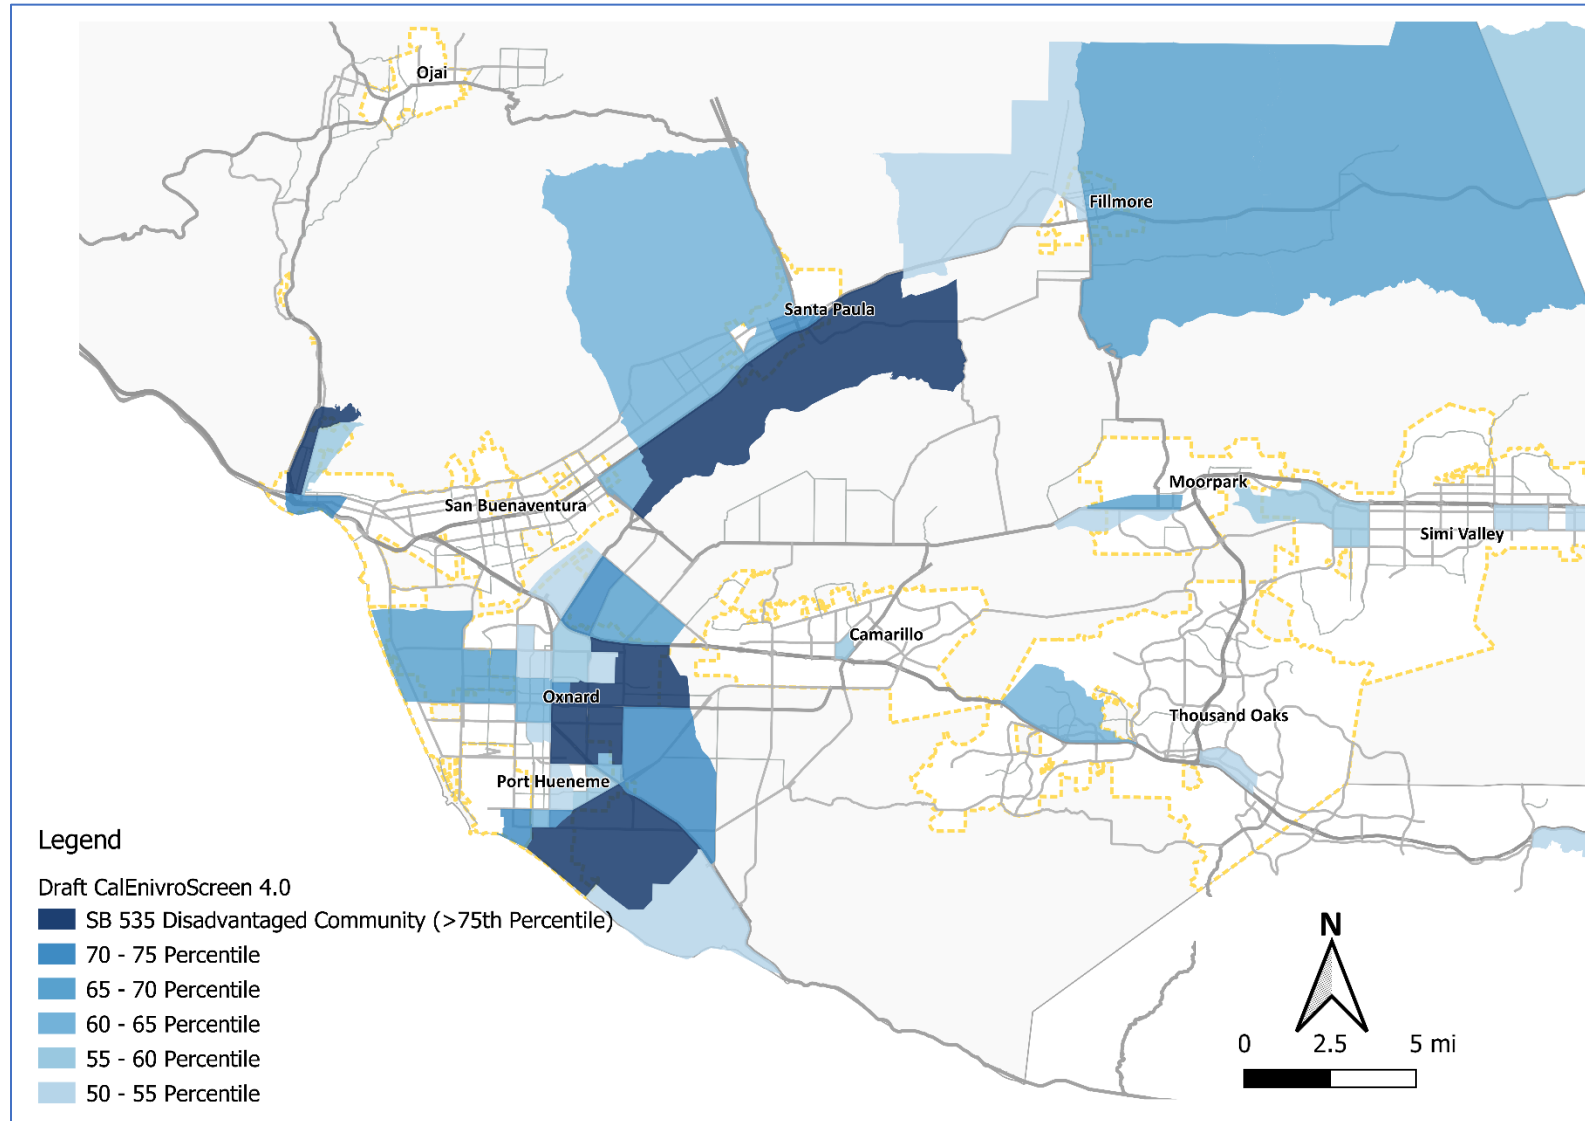 Ojai
Fillmore
Santa Paula
Moorpark
San Buenaventura
Simi Valley
Camarillo
Oxnard
Thousand Oaks
Port Hueneme
Legend
Draft CalEnivroScreen 4.0
SB 535 Disadvantaged Community (>75th Percentile)
70 - 75 Percentile
65 - 70 Percentile
60 - 65 Percentile
55 - 60 Percentile
50 - 55 Percentile
N
0 2.5 5 mi